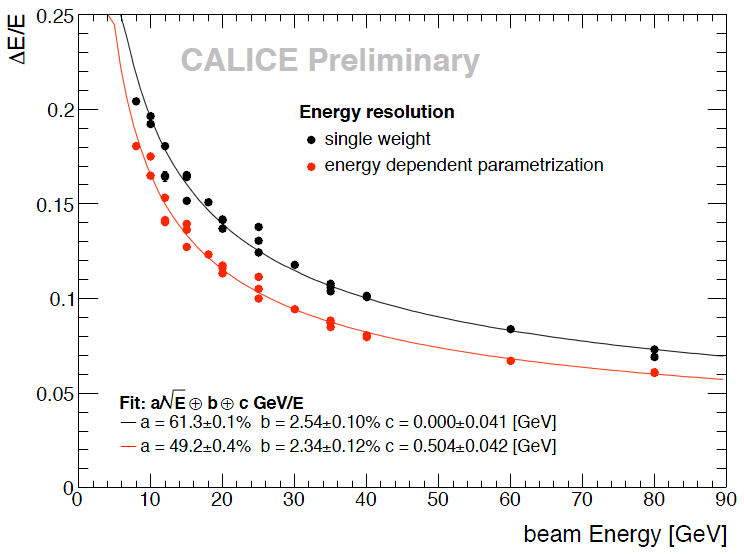 0.25
ΔE/E
CALICE Preliminary
Energy resolution
single weight
energy dependent parametrization
0.2
0.15
0.1
0.05
Fit: a/√E ⊕ b ⊕ c GeV/E
a = 61.3±0.1% b = 2.54±0.10% c = 0.000±0.041 [GeV]
a = 49.2±0.4% b = 2.34±0.12% c = 0.504±0.042 [GeV]
0
0 10 20 30 40 50 60 70 80 90
beam Energy [GeV]